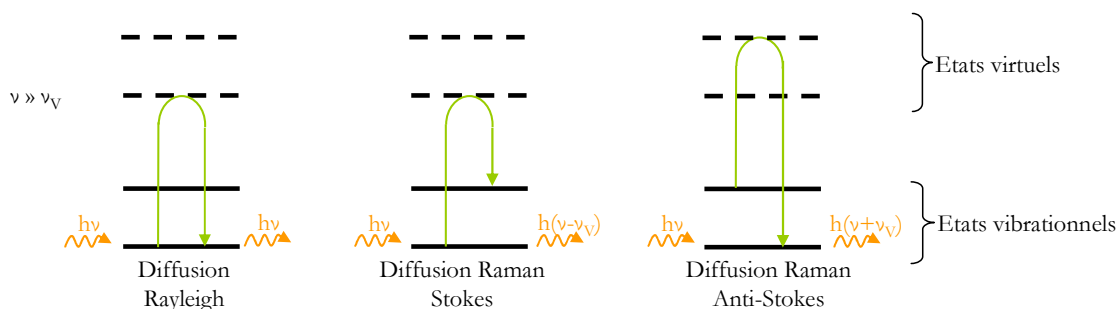 Etats virtuels
ν » νV
hν
hν
hν
h(ν-νV)
hν
h(ν+νV)
Etats vibrationnels
Diffusion
Rayleigh
Diffusion Raman
Stokes
Diffusion Raman
Anti-Stokes